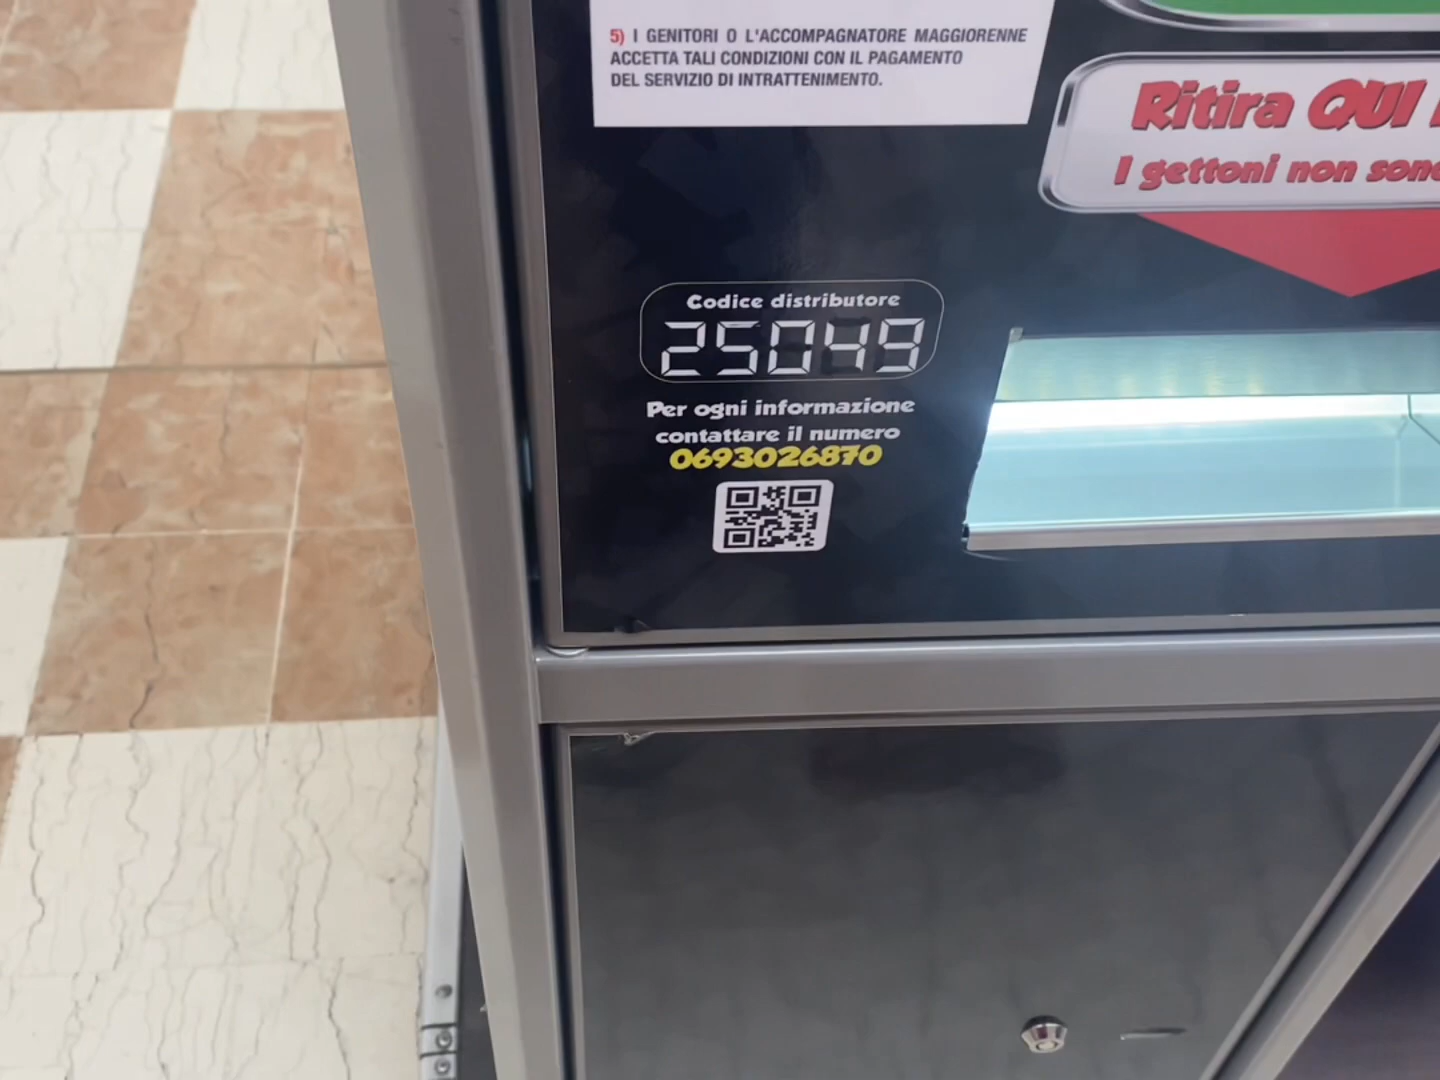 5) I GENITORI O L'ACCOMPAGNATORE MAGGIORENNE
ACCETTA TALI CONDIZIONI CON IL PAGAMENTO
DEL SERVIZIO DI INTRATTENIMENTO.
Ritira QUI
I gettoni non sono
Codice distributore
25049
Per ogni informazione
contattare il numero
0693026870